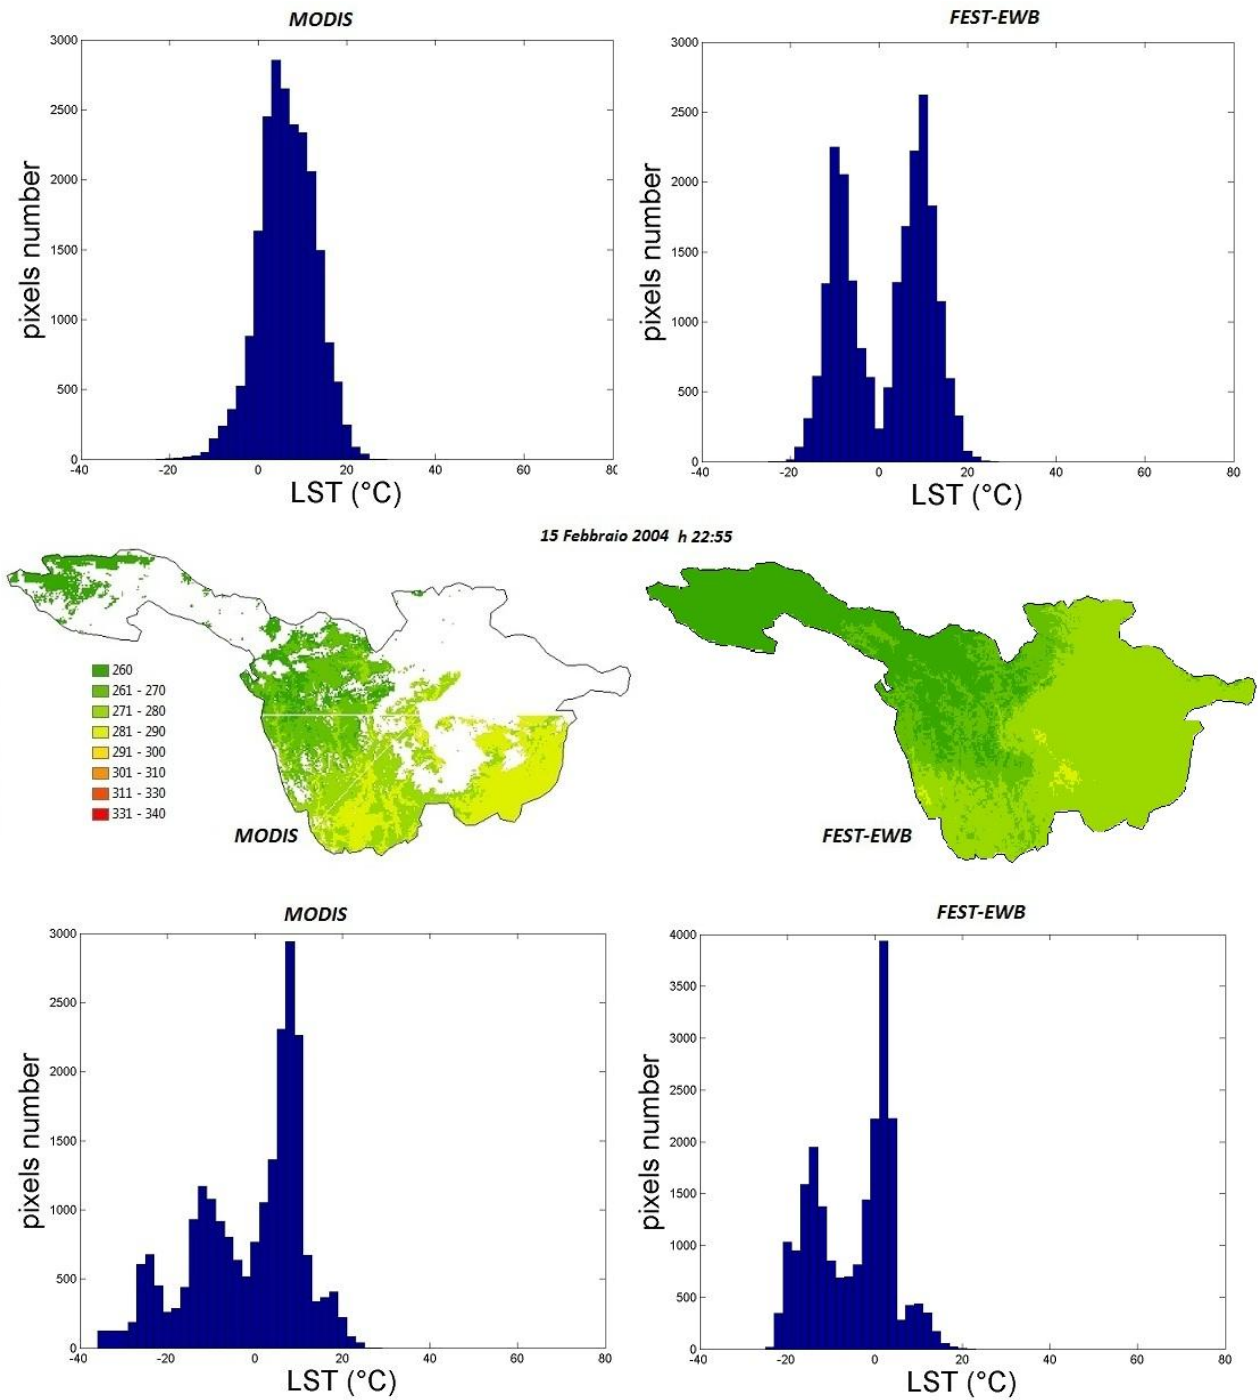 MODIS
FEST-EWB
3000
2500
2000
1500
1000
500
0
-40 -20 0 20 40 60 80
pixels number
LST (°C)
3000
2500
2000
1500
1000
500
0
-40 -20 0 20 40 60 80
pixels number
LST (°C)
15 Febbraio 2004 h 22:55
260
261 - 270
271 - 280
281 - 290
291 - 300
301 - 310
311 - 330
331 - 340
MODIS
FEST-EWB
MODIS
FEST-EWB
3000
2500
2000
1500
1000
500
0
-40 -20 0 20 40 60 80
pixels number
LST (°C)
4000
3500
3000
2500
2000
1500
1000
500
0
-40 -20 0 20 40 60 80
pixels number
LST (°C)